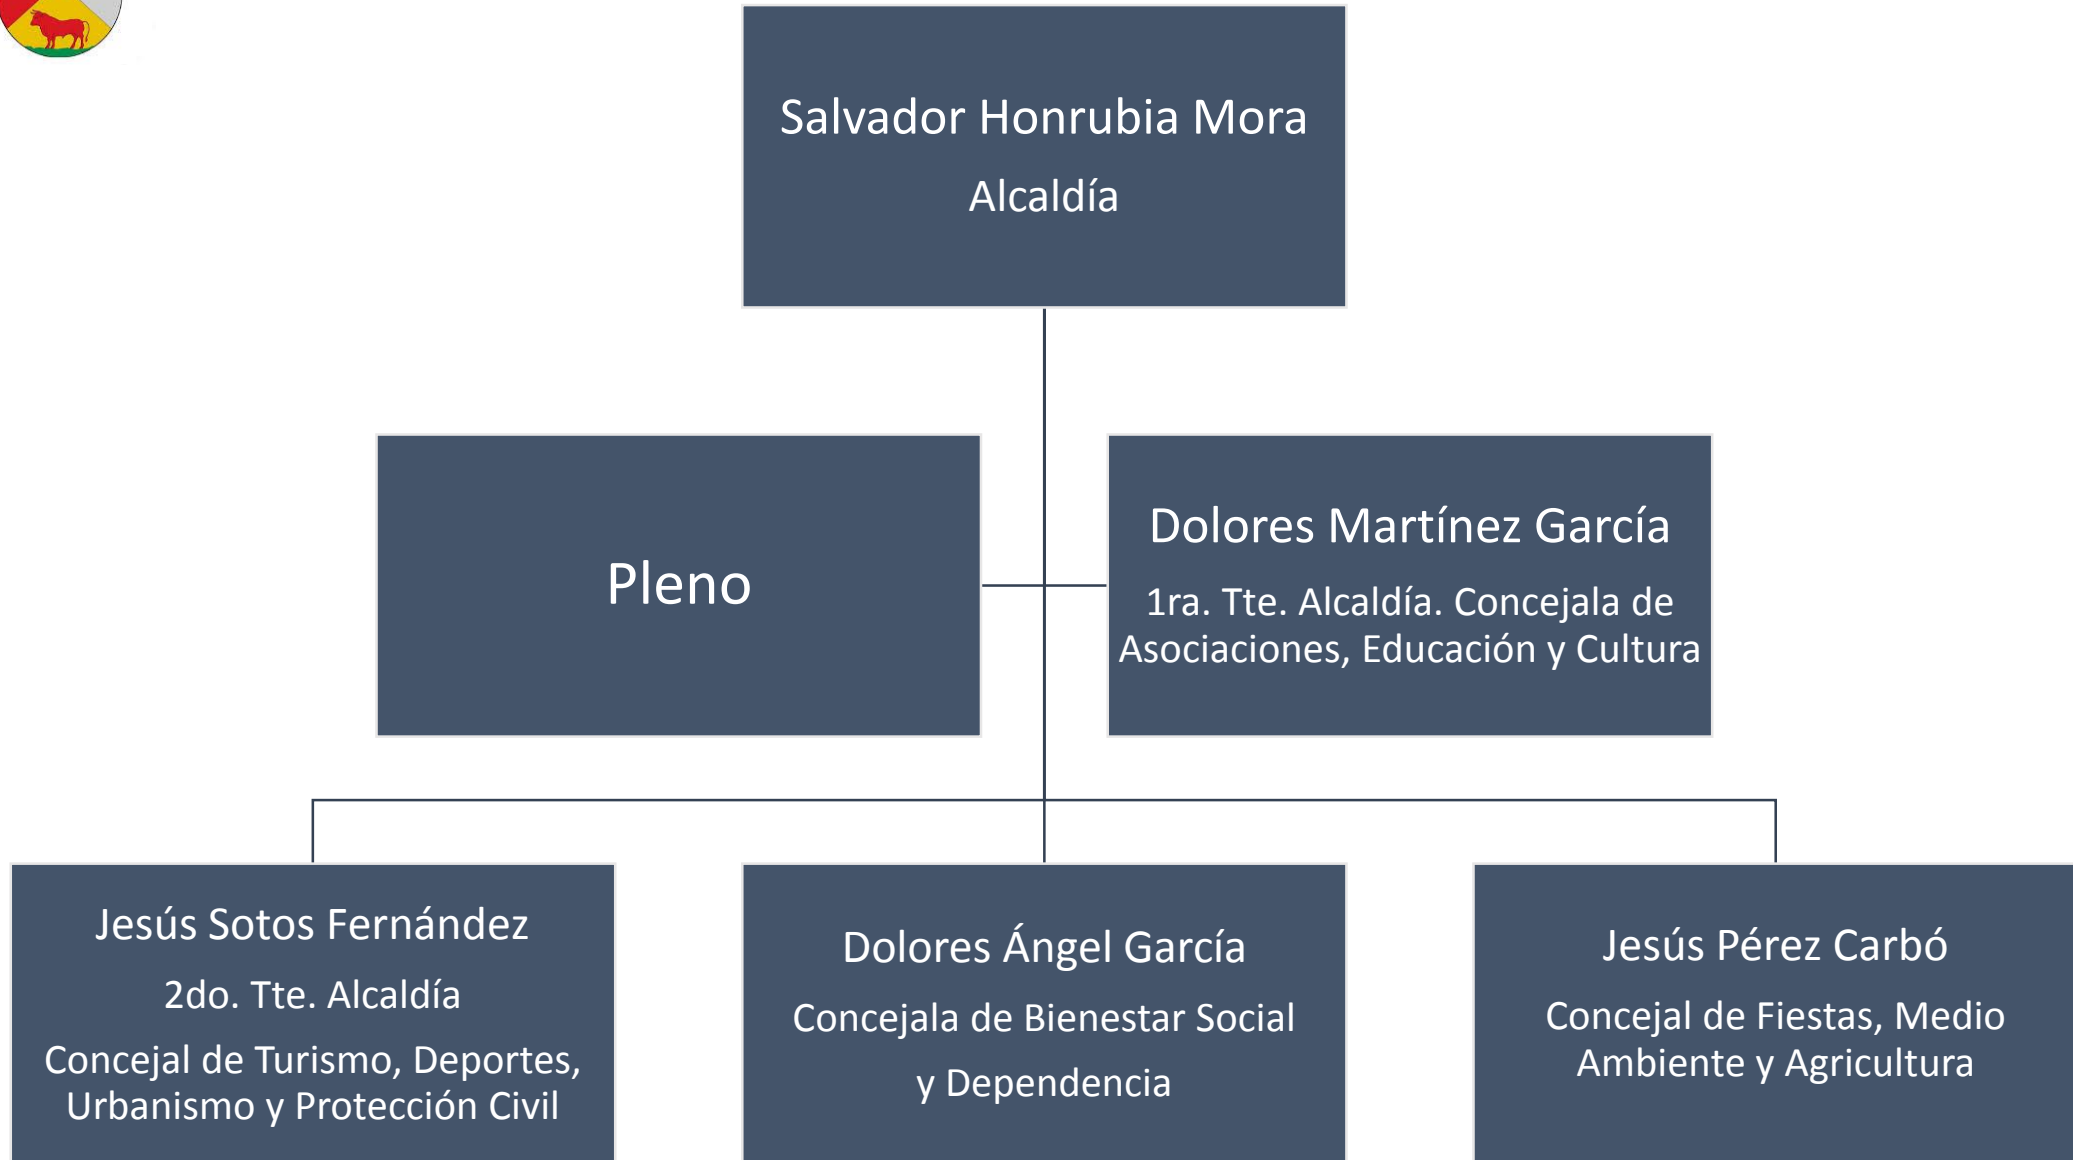 Salvador Honrubia Mora
Alcaldía
Pleno
Dolores Martínez García
1ra. Tte. Alcaldía. Concejala de
Asociaciones, Educación y Cultura
Jesús Sotos Fernández
2do. Tte. Alcaldía
Concejal de Turismo, Deportes,
Urbanismo y Protección Civil
Dolores Ángel García
Concejala de Bienestar Social
y Dependencia
Jesús Pérez Carbó
Concejal de Fiestas, Medio
Ambiente y Agricultura